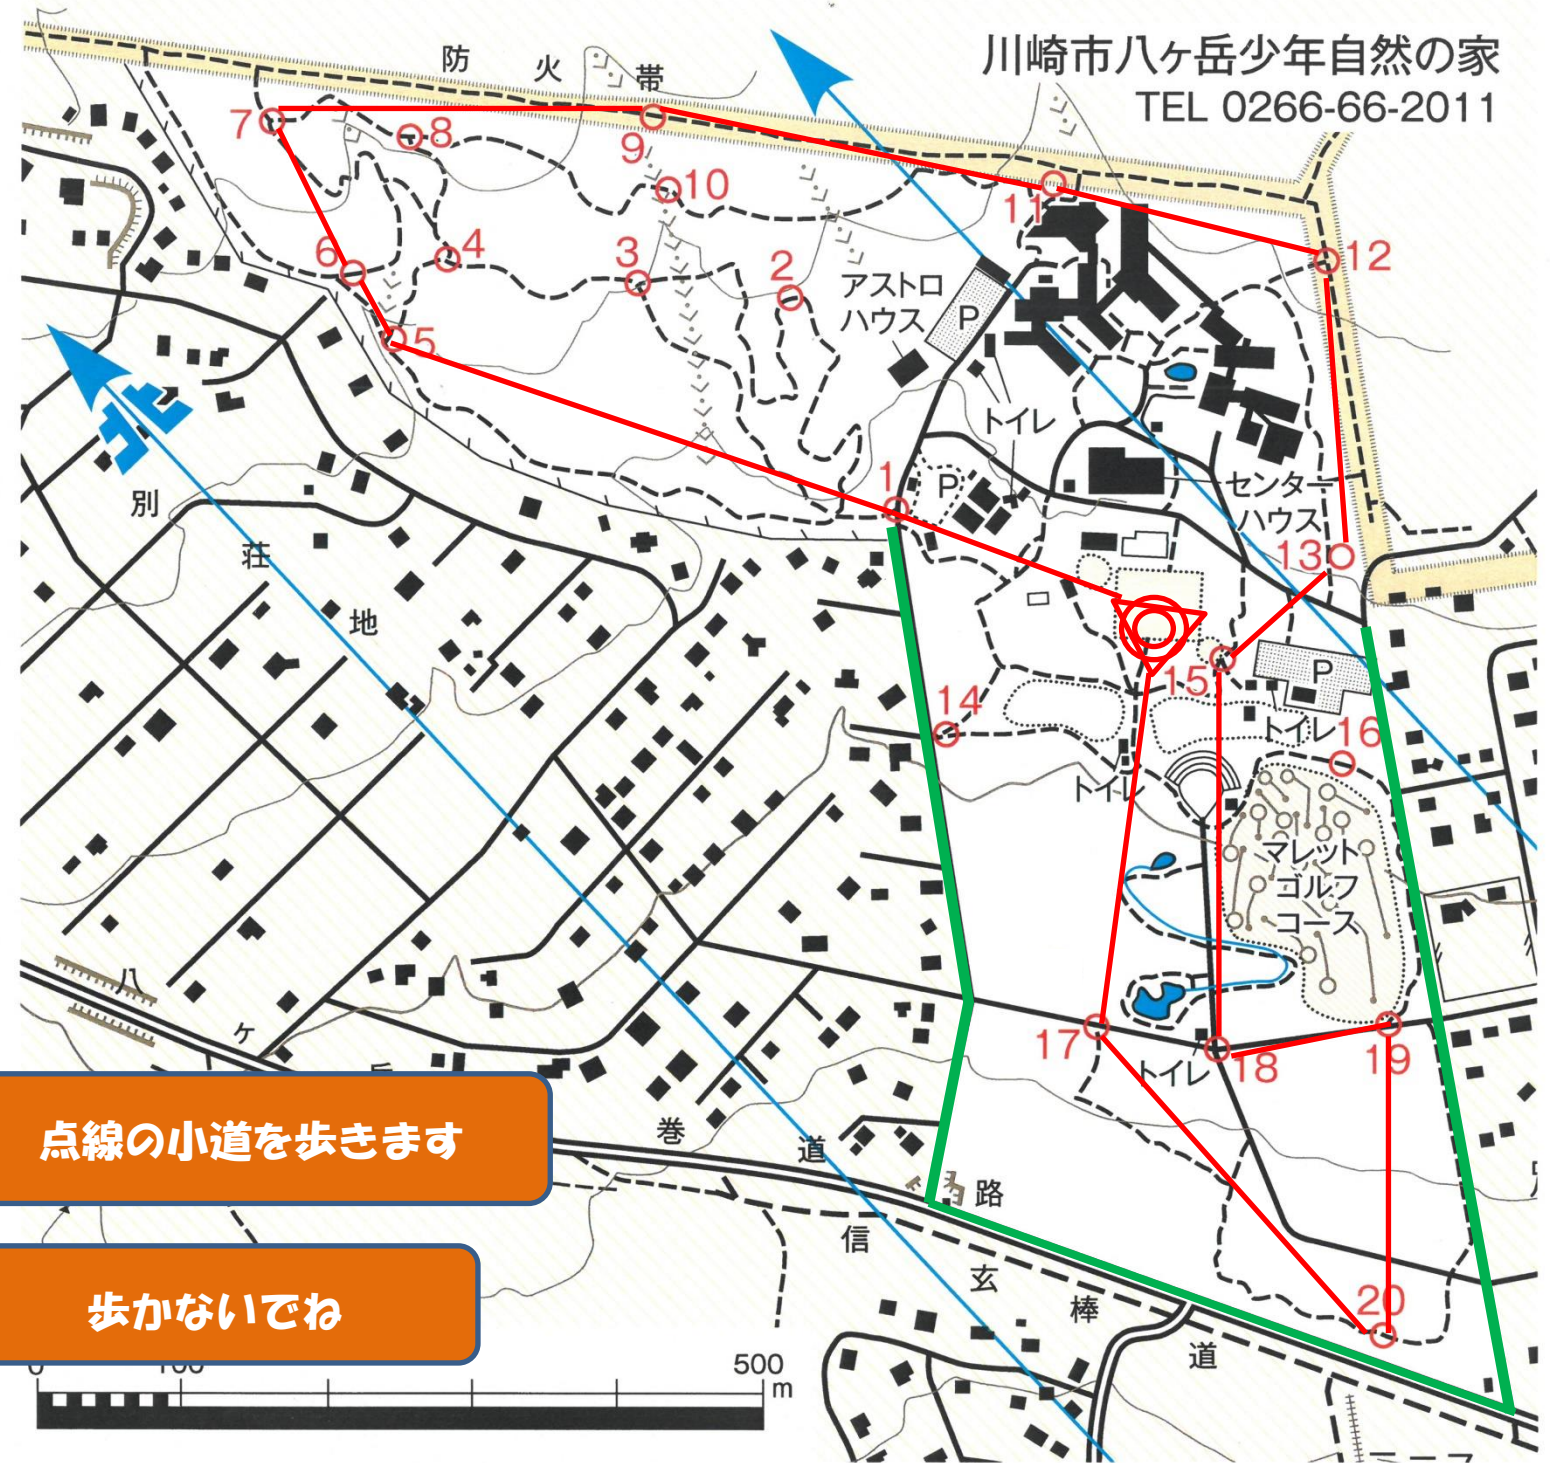 川崎市八ヶ岳少年自然の家
TEL 0266-66-2011
防火帯
7
8
9
10
11
12
6
4
3
2
アストロ
ハウス
P
5
トイレ
北
1
P
センター
ハウス
別荘地
13
15
P
14
トイレ
16
トイレ
マレット
ゴルフ
コース
17
トイレ
18
19
八ヶ岳
巻道路
点線の小道を歩きます
信玄棒道
20
歩かないでね
0
100
500
m